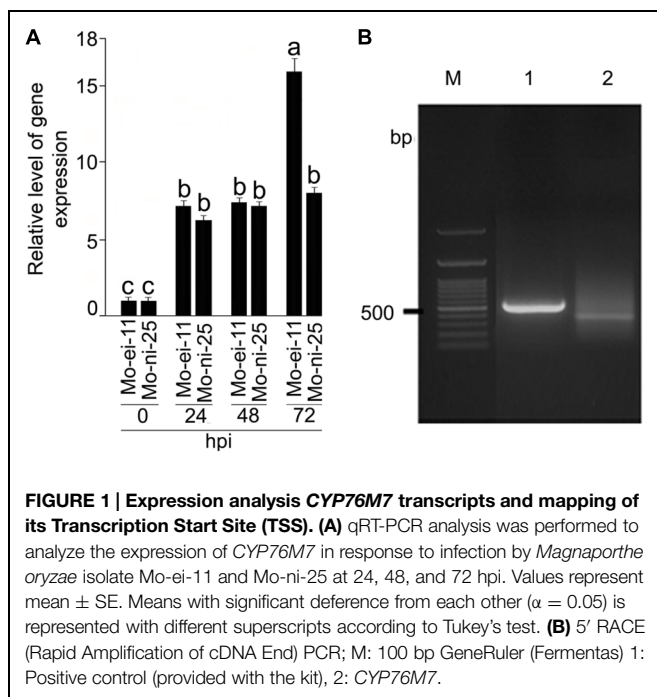 A
Relative level of gene
expression
18
15
10
5
0
c c b b b b a b
Mo-ei-11 Mo-ni-25 Mo-ei-11 Mo-ni-25 Mo-ei-11 Mo-ni-25 Mo-ei-11 Mo-ni-25
0 24 48 72
hpi
B
M 1 2
bp
500
FIGURE 1 | Expression analysis CYP76M7 transcripts and mapping of
its Transcription Start Site (TSS). (A) qRT-PCR analysis was performed to
analyze the expression of CYP76M7 in response to infection by Magnaporthe
oryzae isolate Mo-ei-11 and Mo-ni-25 at 24, 48, and 72 hpi. Values represent
mean ± SE. Means with significant deference from each other (α = 0.05) is
represented with different superscripts according to Tukey's test. (B) 5′ RACE
(Rapid Amplification of cDNA End) PCR; M: 100 bp GeneRuler (Fermentas) 1:
Positive control (provided with the kit), 2: CYP76M7.